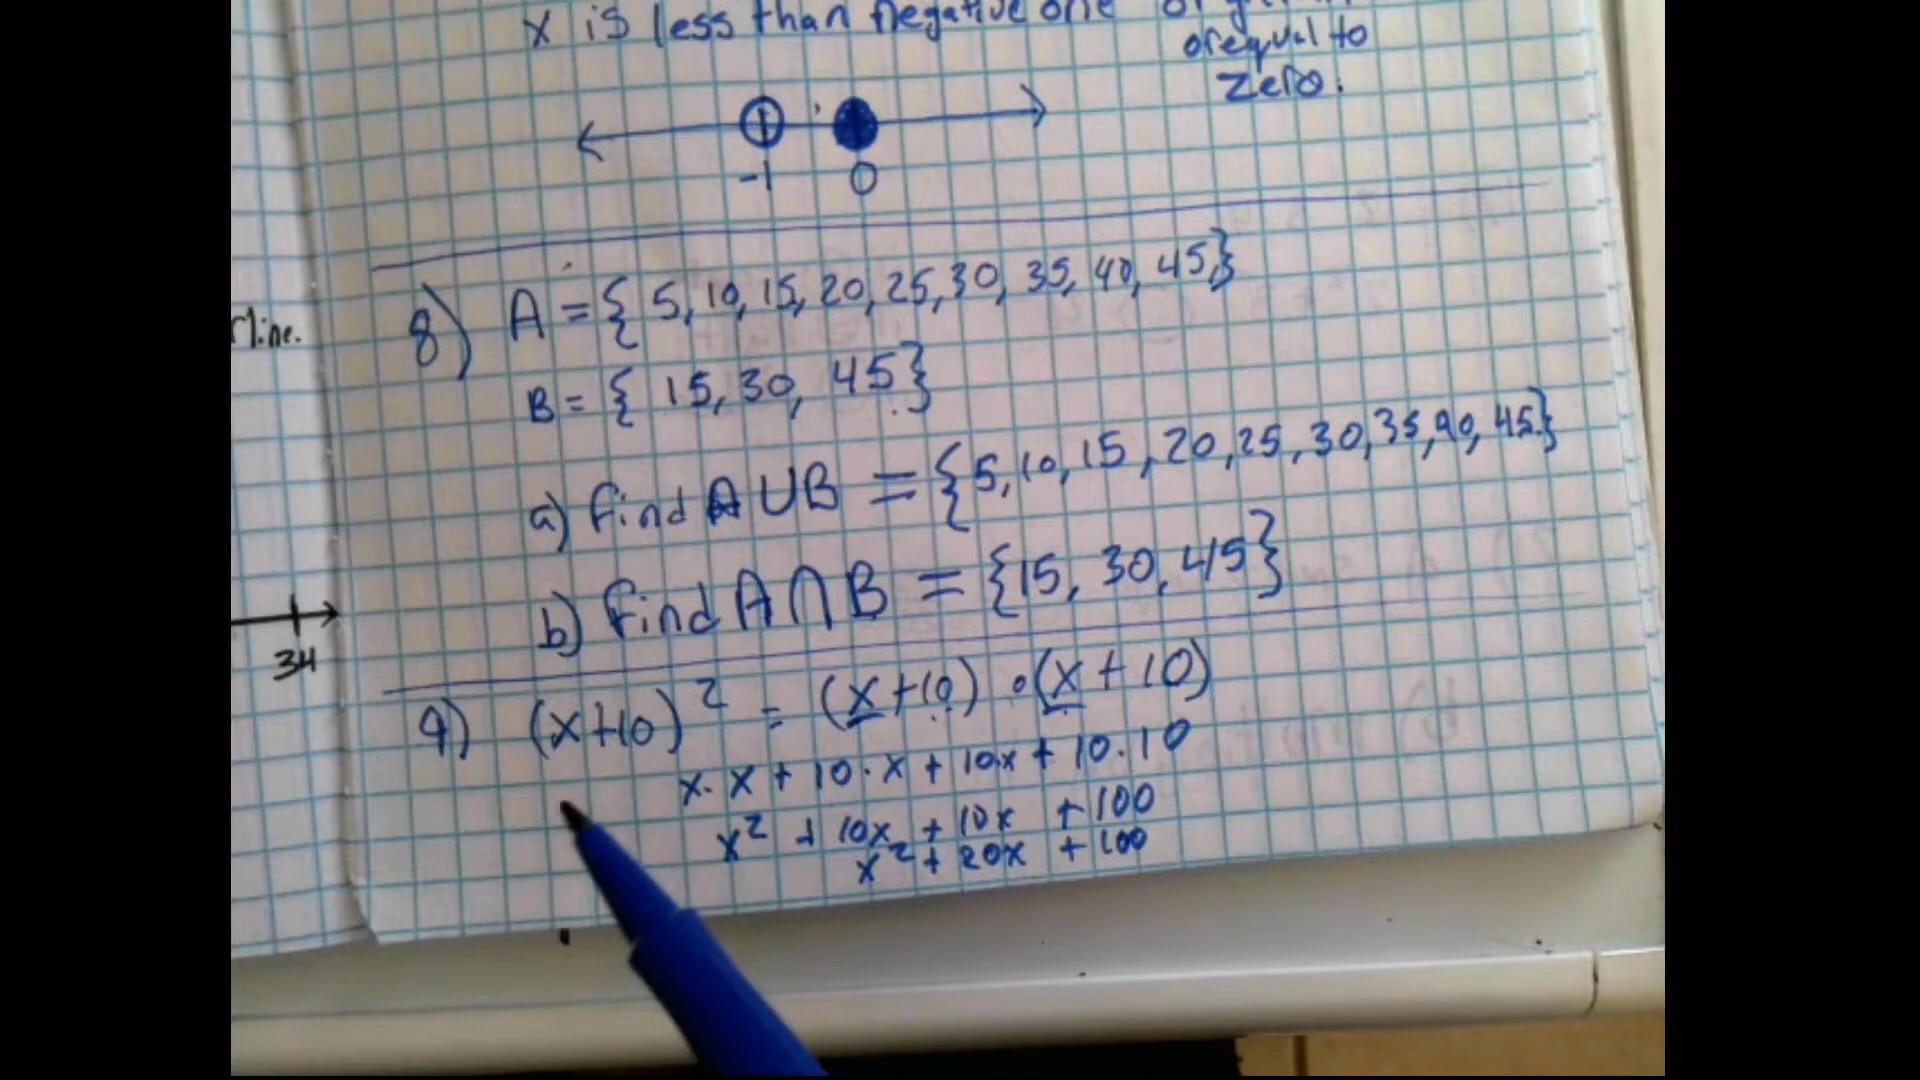 x is less than negative one or
or equal to
zero.
-1 0
8) A = { 5, 10, 15, 20, 25, 30, 35, 40, 45,}
B = { 15, 30, 45}
a) find A ∪ B = {5, 10, 15, 20, 25, 30, 35, 40, 45}
b) find A ∩ B = {15, 30, 45}
9) (x+10)² = (x+10) · (x+10)
x · x + 10 · x + 10x + 10 · 10
x² + 10x + 10x + 100
x² + 20x + 100
line.
34